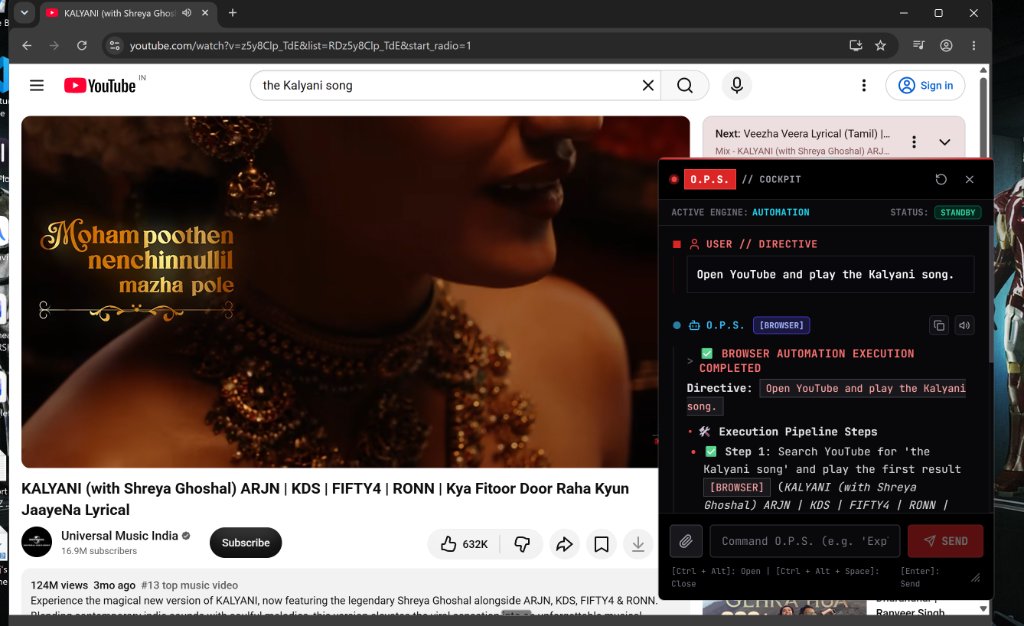 KALYANI (with Shreya Ghosh
youtube.com/watch?v=z5y8Clp_TdE&list=RDz5y8Clp_TdE&start_radio=1
YouTube IN
the Kalyani song
Sign in
Next: Veezha Veera Lyrical (Tamil) |...
Mix - KALYANI (with Shreya Ghoshal) ARJ...
Moham poothen
nenchinnullil
mazha pole
KALYANI (with Shreya Ghoshal) ARJN | KDS | FIFTY4 | RONN | Kya Fitoor Door Raha Kyun
JaayeNa Lyrical
Universal Music India
16.9M subscribers
Subscribe
632K
124M views 3mo ago #13 top music video
Experience the magical new version of KALYANI, now featuring the legendary Shreya Ghoshal alongside ARJN, KDS, FIFTY4 & RONN.
O.P.S. // COCKPIT
ACTIVE ENGINE: AUTOMATION STATUS: STANDBY
USER // DIRECTIVE
Open YouTube and play the Kalyani song.
O.P.S. [BROWSER]
> ✅ BROWSER AUTOMATION EXECUTION
COMPLETED
Directive: Open YouTube and play the Kalyani
song.
• 🛠 Execution Pipeline Steps
• ✅ Step 1: Search YouTube for 'the
Kalyani song' and play the first result
[BROWSER] (KALYANI (with Shreya
Ghoshal) ARJN | KDS | FIFTY4 | RONN |
Command O.P.S. (e.g. 'Exp
SEND
[Ctrl + Alt]: Open | [Ctrl + Alt + Space]:
Close
[Enter]:
Send
Ranveer Singh